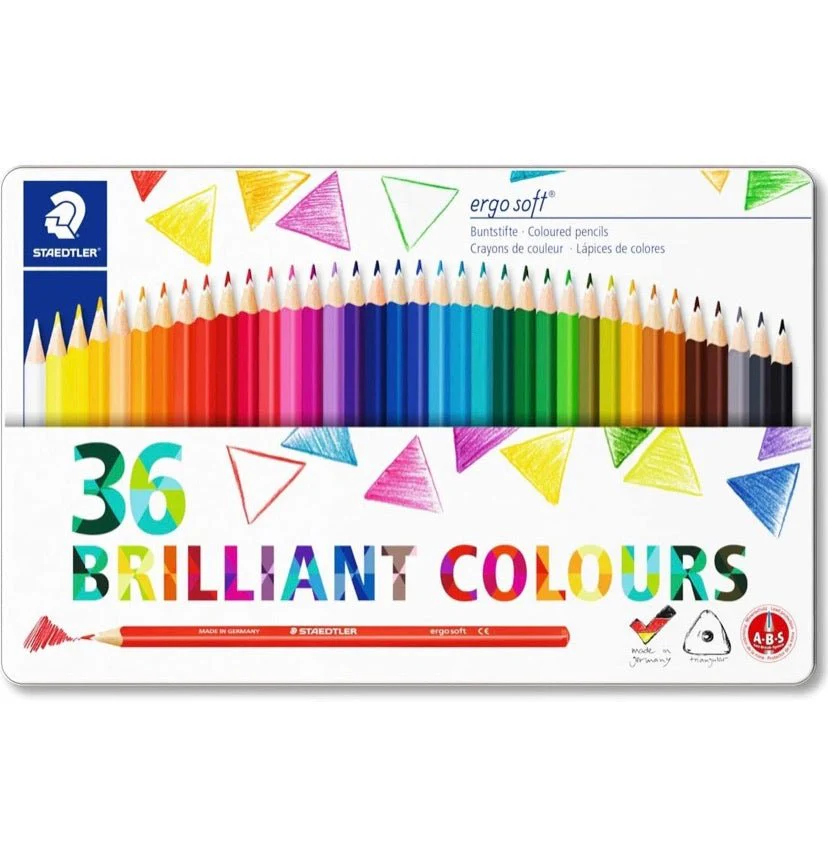 STAEDTLER®
ergo soft®
Buntstifte · Coloured pencils
Crayons de couleur · Lápices de colores
36
BRILLIANT COLOURS
MADE IN GERMANY STAEDTLER ergo soft CE
made in
germany
triangular
A·B·S